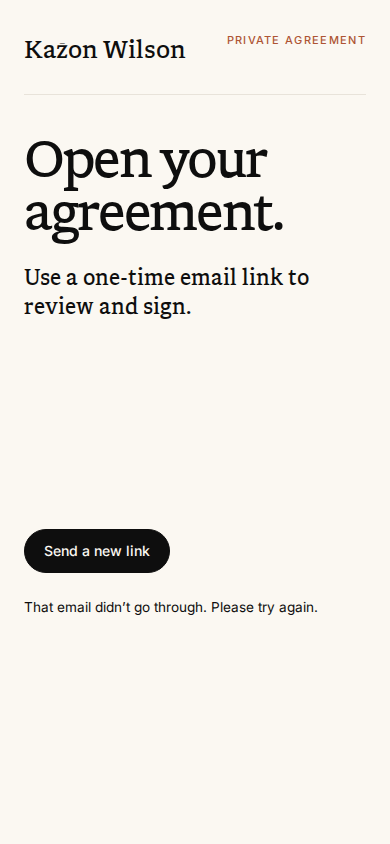 Każon Wilson
PRIVATE AGREEMENT
Open your
agreement.
Use a one-time email link to
review and sign.
Send a new link
That email didn’t go through. Please try again.